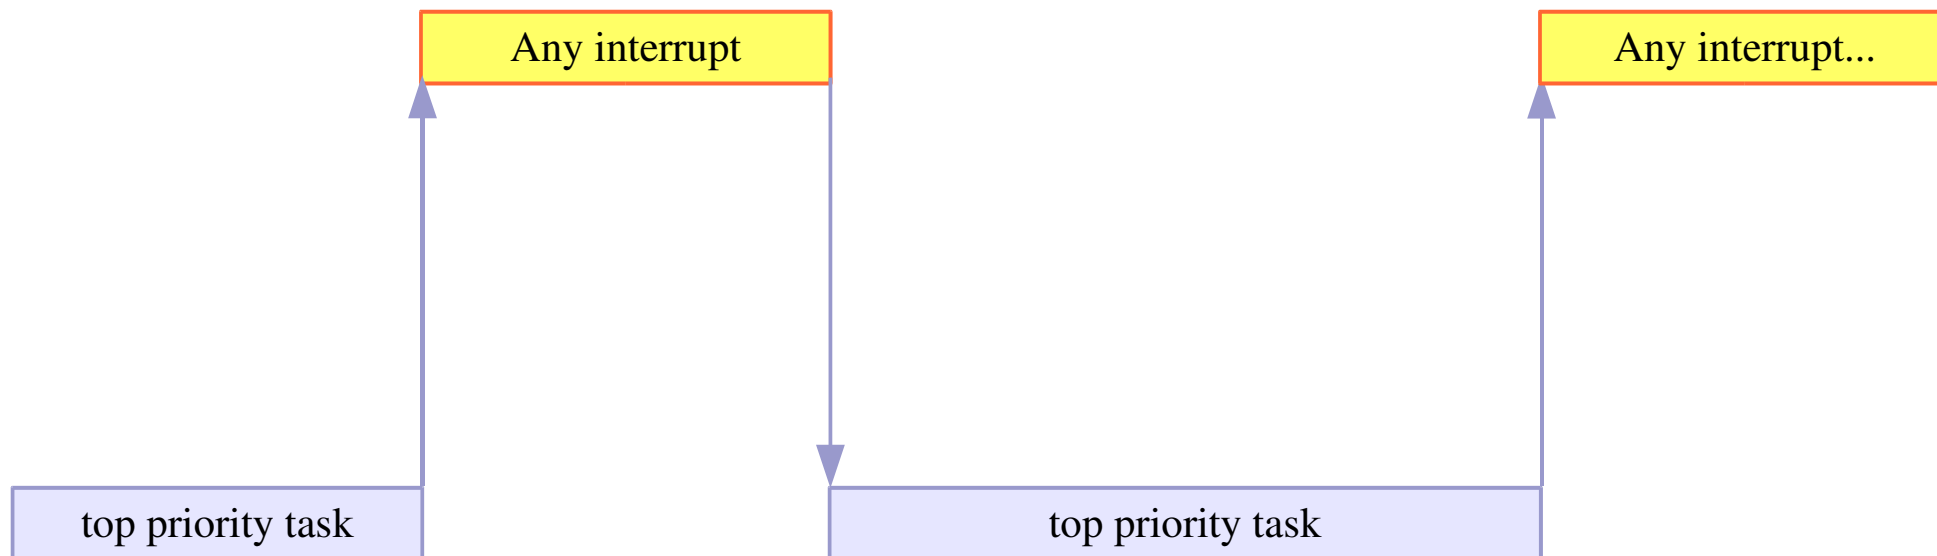 Any interrupt
Any interrupt...
top priority task
top priority task